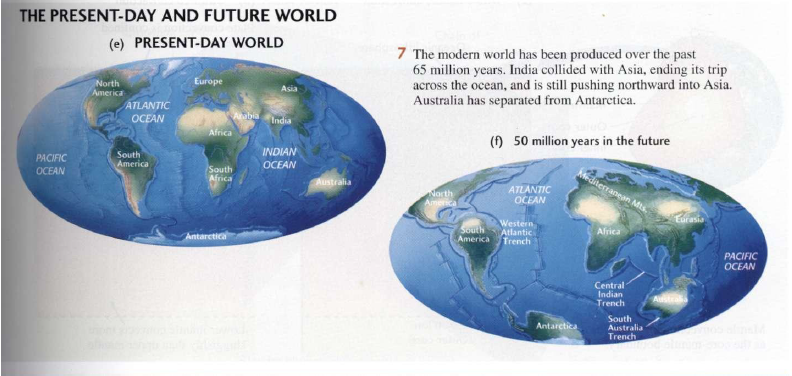 THE PRESENT-DAY AND FUTURE WORLD
(e) PRESENT-DAY WORLD
North
America
Europe
Asia
ATLANTIC
OCEAN
Arabia
India
Africa
PACIFIC
OCEAN
South
America
South
Africa
INDIAN
OCEAN
Australia
Antarctica
7 The modern world has been produced over the past
65 million years. India collided with Asia, ending its trip
across the ocean, and is still pushing northward into Asia.
Australia has separated from Antarctica.
(f) 50 million years in the future
North
America
ATLANTIC
OCEAN
Mediterranean Mts.
Eurasia
South
America
Western
Atlantic
Trench
Africa
PACIFIC
OCEAN
Central
Indian
Trench
Australia
Antarctica
South
Australia
Trench